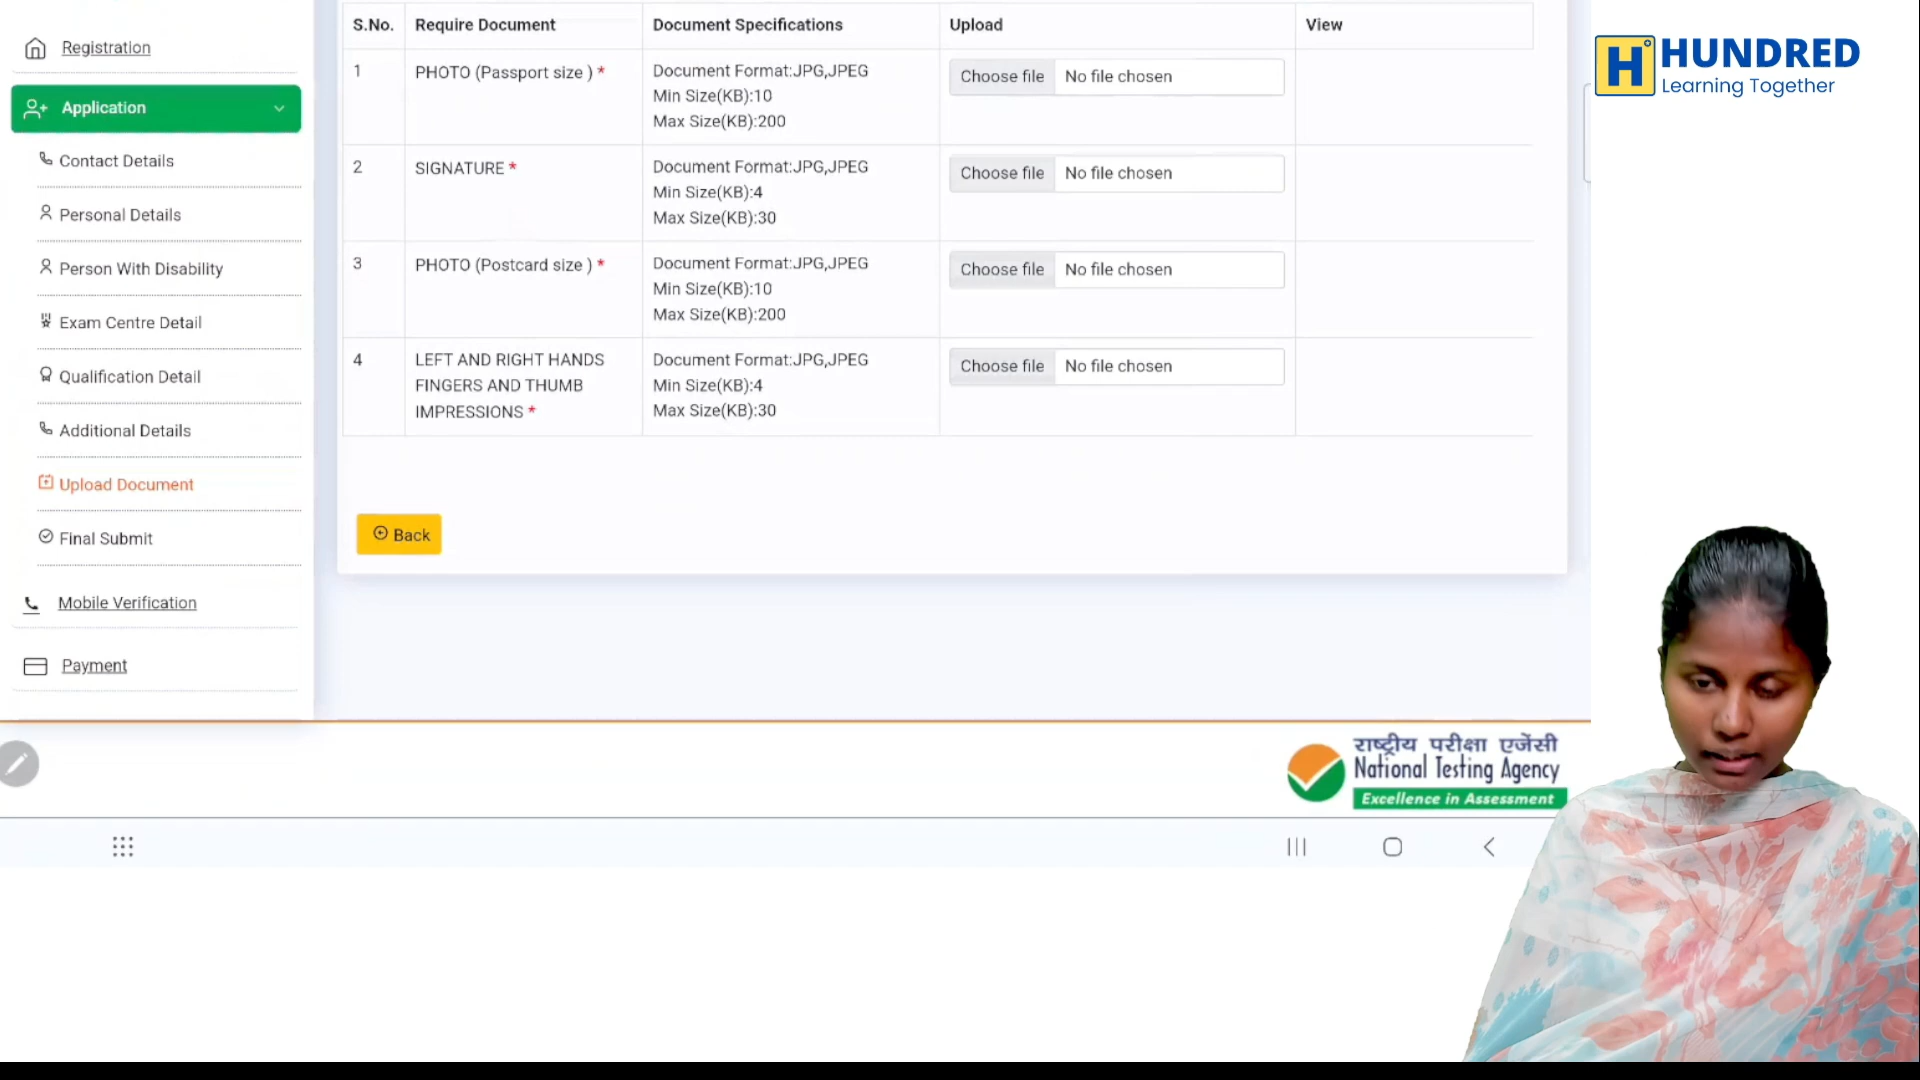 S.No.
Require Document
Document Specifications
Upload
View
HUNDRED
Learning Together
Registration
Application
Contact Details
Personal Details
Person With Disability
Exam Centre Detail
Qualification Detail
Additional Details
Upload Document
Final Submit
Mobile Verification
Payment
1
PHOTO (Passport size ) *
Document Format:JPG,JPEG
Min Size(KB):10
Max Size(KB):200
Choose file
No file chosen
2
SIGNATURE *
Document Format:JPG,JPEG
Min Size(KB):4
Max Size(KB):30
Choose file
No file chosen
3
PHOTO (Postcard size ) *
Document Format:JPG,JPEG
Min Size(KB):10
Max Size(KB):200
Choose file
No file chosen
4
LEFT AND RIGHT HANDS
FINGERS AND THUMB
IMPRESSIONS *
Document Format:JPG,JPEG
Min Size(KB):4
Max Size(KB):30
Choose file
No file chosen
Back
राष्ट्रीय परीक्षा एजेंसी
National Testing Agency
Excellence in Assessment